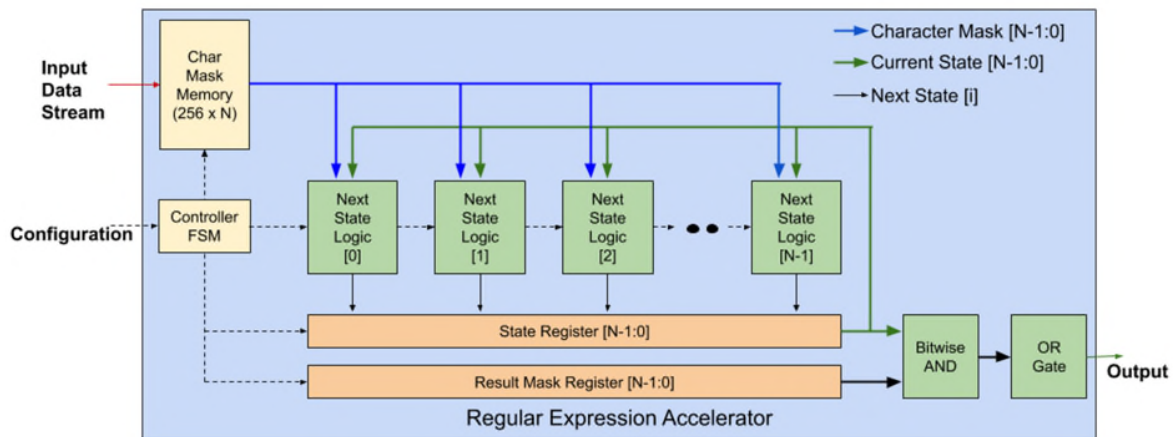 Input
Data
Stream
Char
Mask
Memory
(256 x N)
Character Mask [N-1:0]
Current State [N-1:0]
Next State [i]
Configuration
Controller
FSM
Next
State
Logic
[0]
Next
State
Logic
[1]
Next
State
Logic
[2]
Next
State
Logic
[N-1]
State Register [N-1:0]
Result Mask Register [N-1:0]
Bitwise
AND
OR
Gate
Output
Regular Expression Accelerator